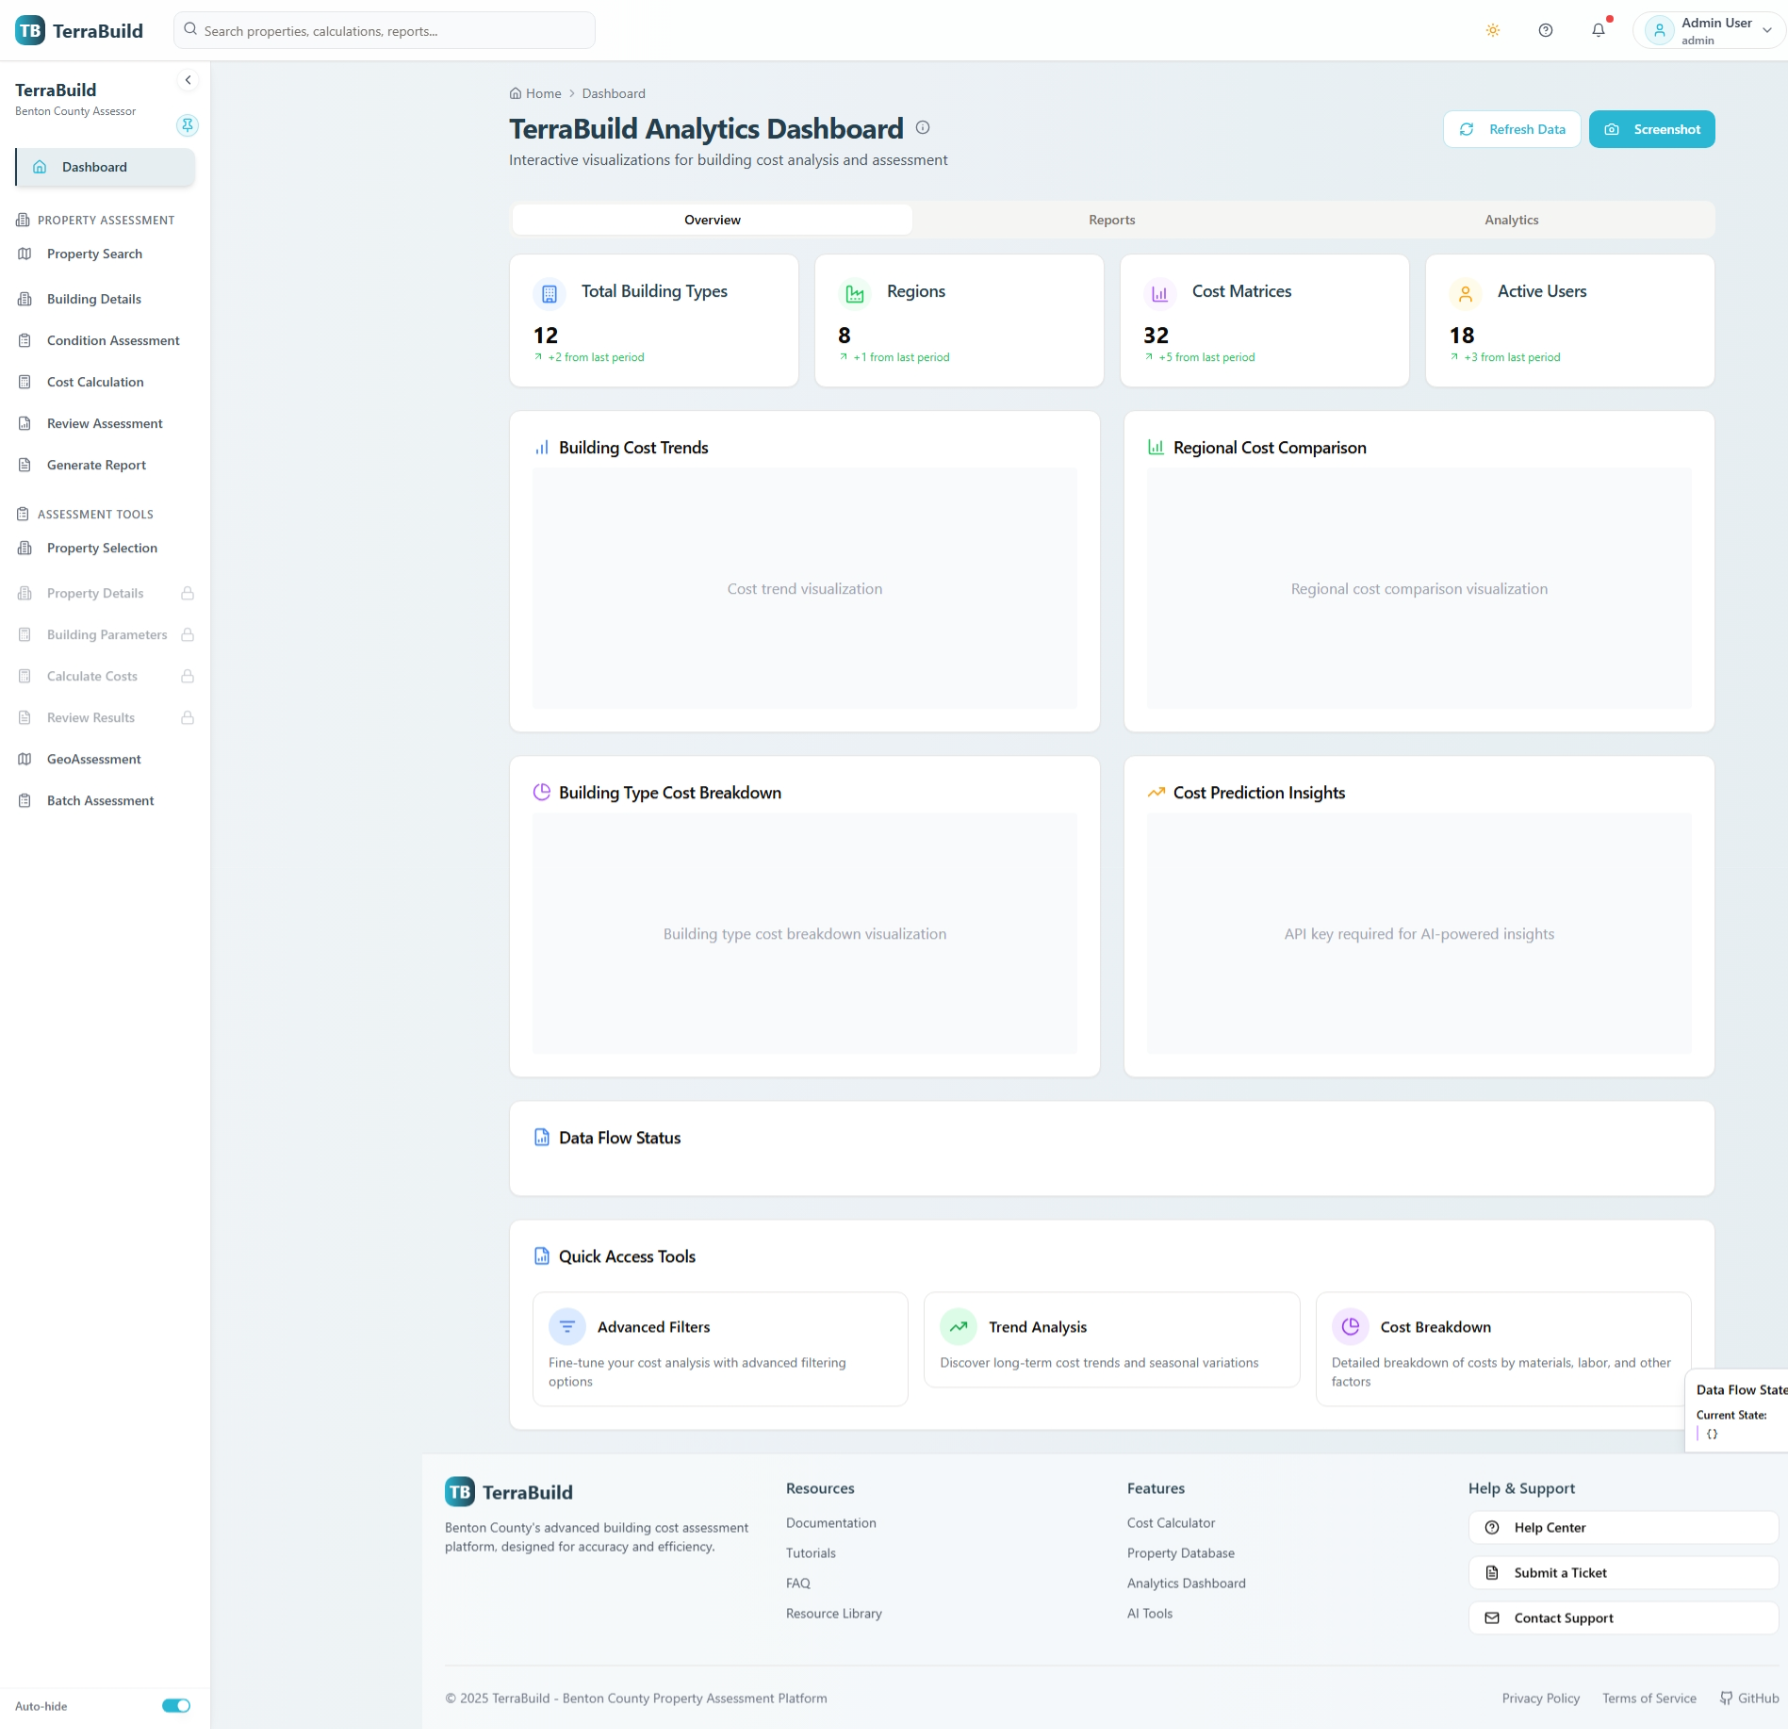 TB TerraBuild
Search properties, calculations, reports...
Admin User
admin
TerraBuild
Benton County Assessor
Dashboard
PROPERTY ASSESSMENT
Property Search
Building Details
Condition Assessment
Cost Calculation
Review Assessment
Generate Report
ASSESSMENT TOOLS
Property Selection
Property Details
Building Parameters
Calculate Costs
Review Results
GeoAssessment
Batch Assessment
Auto-hide
Home > Dashboard
TerraBuild Analytics Dashboard
Interactive visualizations for building cost analysis and assessment
Refresh Data
Screenshot
Overview
Reports
Analytics
Total Building Types
12
+2 from last period
Regions
8
+1 from last period
Cost Matrices
32
+5 from last period
Active Users
18
+3 from last period
Building Cost Trends
Cost trend visualization
Regional Cost Comparison
Regional cost comparison visualization
Building Type Cost Breakdown
Building type cost breakdown visualization
Cost Prediction Insights
API key required for AI-powered insights
Data Flow Status
Quick Access Tools
Advanced Filters
Fine-tune your cost analysis with advanced filtering
options
Trend Analysis
Discover long-term cost trends and seasonal variations
Cost Breakdown
Detailed breakdown of costs by materials, labor, and other
factors
Data Flow State
Current State:
{}
TB TerraBuild
Benton County's advanced building cost assessment
platform, designed for accuracy and efficiency.
Resources
Documentation
Tutorials
FAQ
Resource Library
Features
Cost Calculator
Property Database
Analytics Dashboard
AI Tools
Help & Support
Help Center
Submit a Ticket
Contact Support
© 2025 TerraBuild - Benton County Property Assessment Platform
Privacy Policy
Terms of Service
GitHub